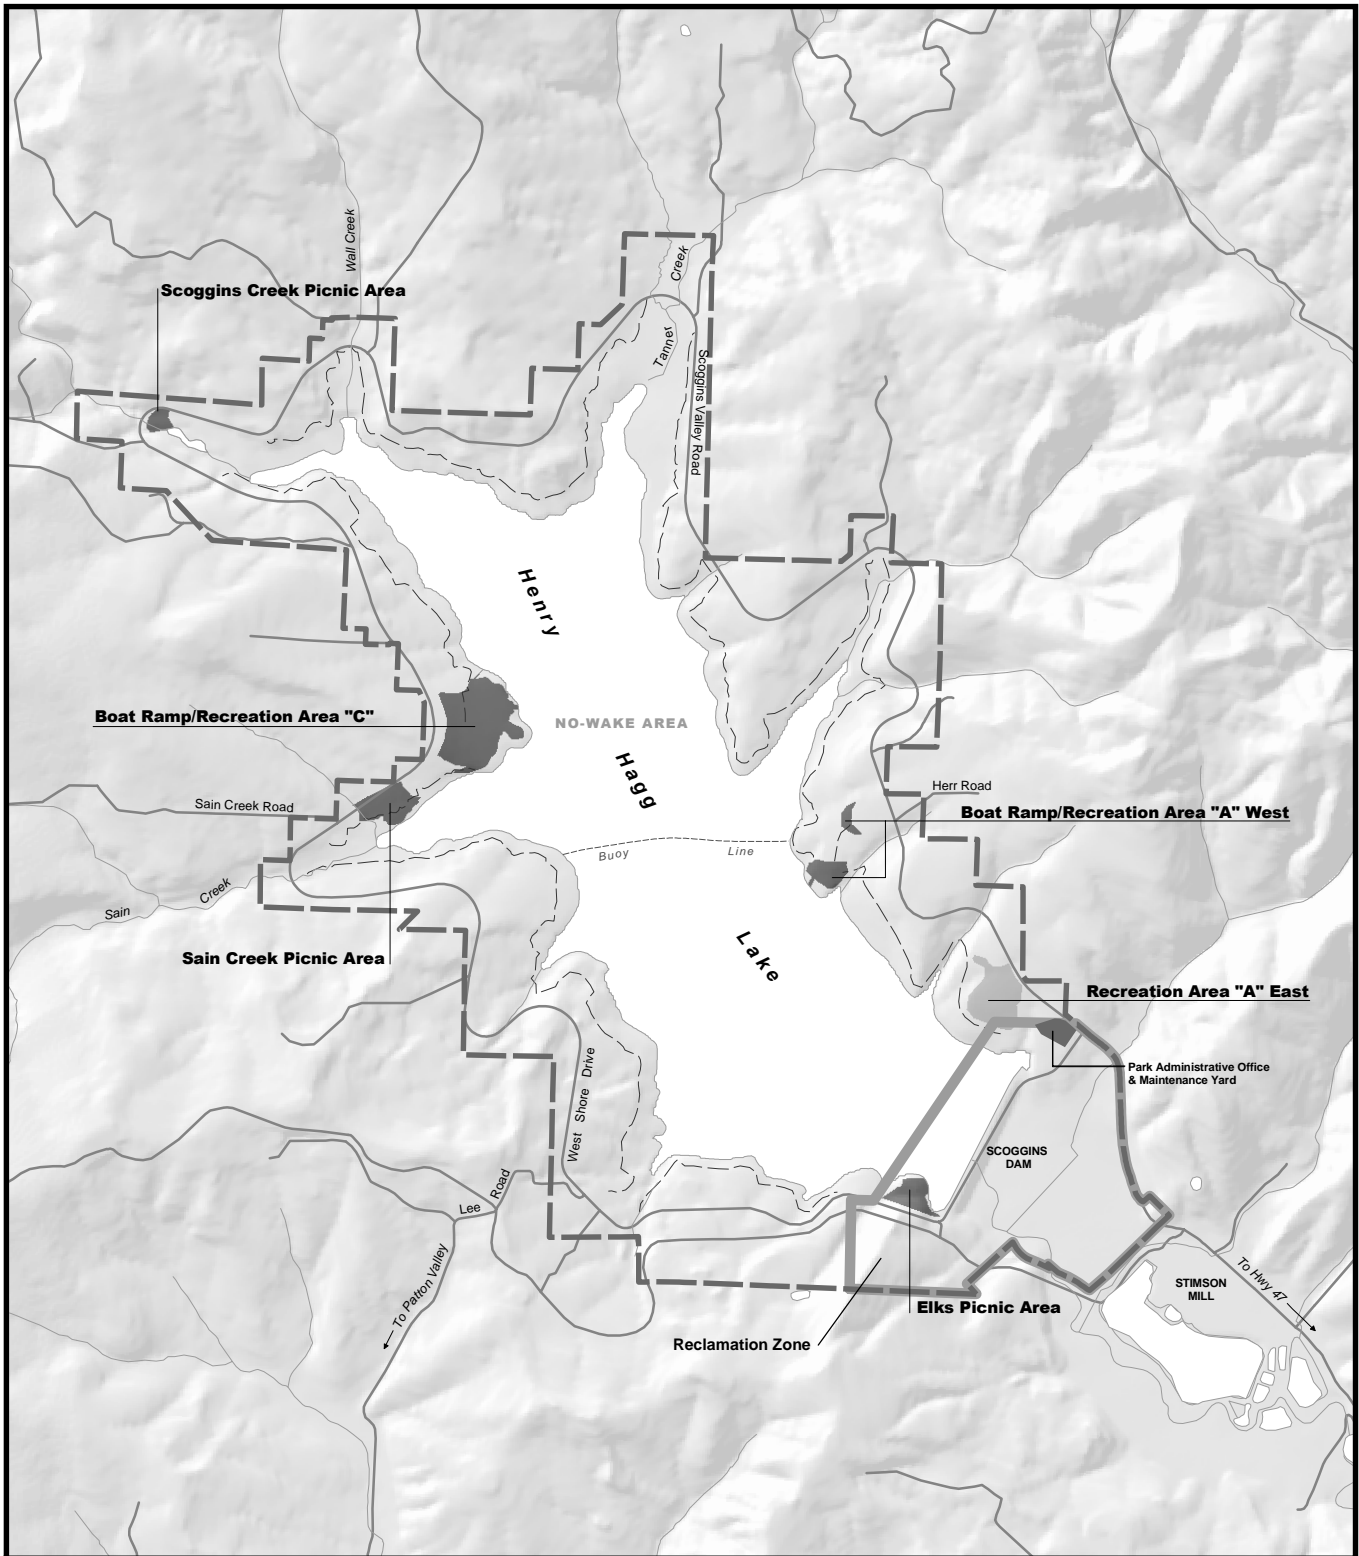 Wall Creek
Creek
Scoggins Creek Picnic Area
Tanner
Scoggins Valley Road
Henry
Boat Ramp/Recreation Area "C"
NO-WAKE AREA
Hagg
Herr Road
Sain Creek Road
Boat Ramp/Recreation Area "A" West
Buoy Line
Sain Creek
Lake
Sain Creek Picnic Area
Recreation Area "A" East
Park Administrative Office
& Maintenance Yard
West Shore Drive
SCOGGINS
DAM
Lee Road
To Patton Valley
To Hwy 47
STIMSON
MILL
Elks Picnic Area
Reclamation Zone